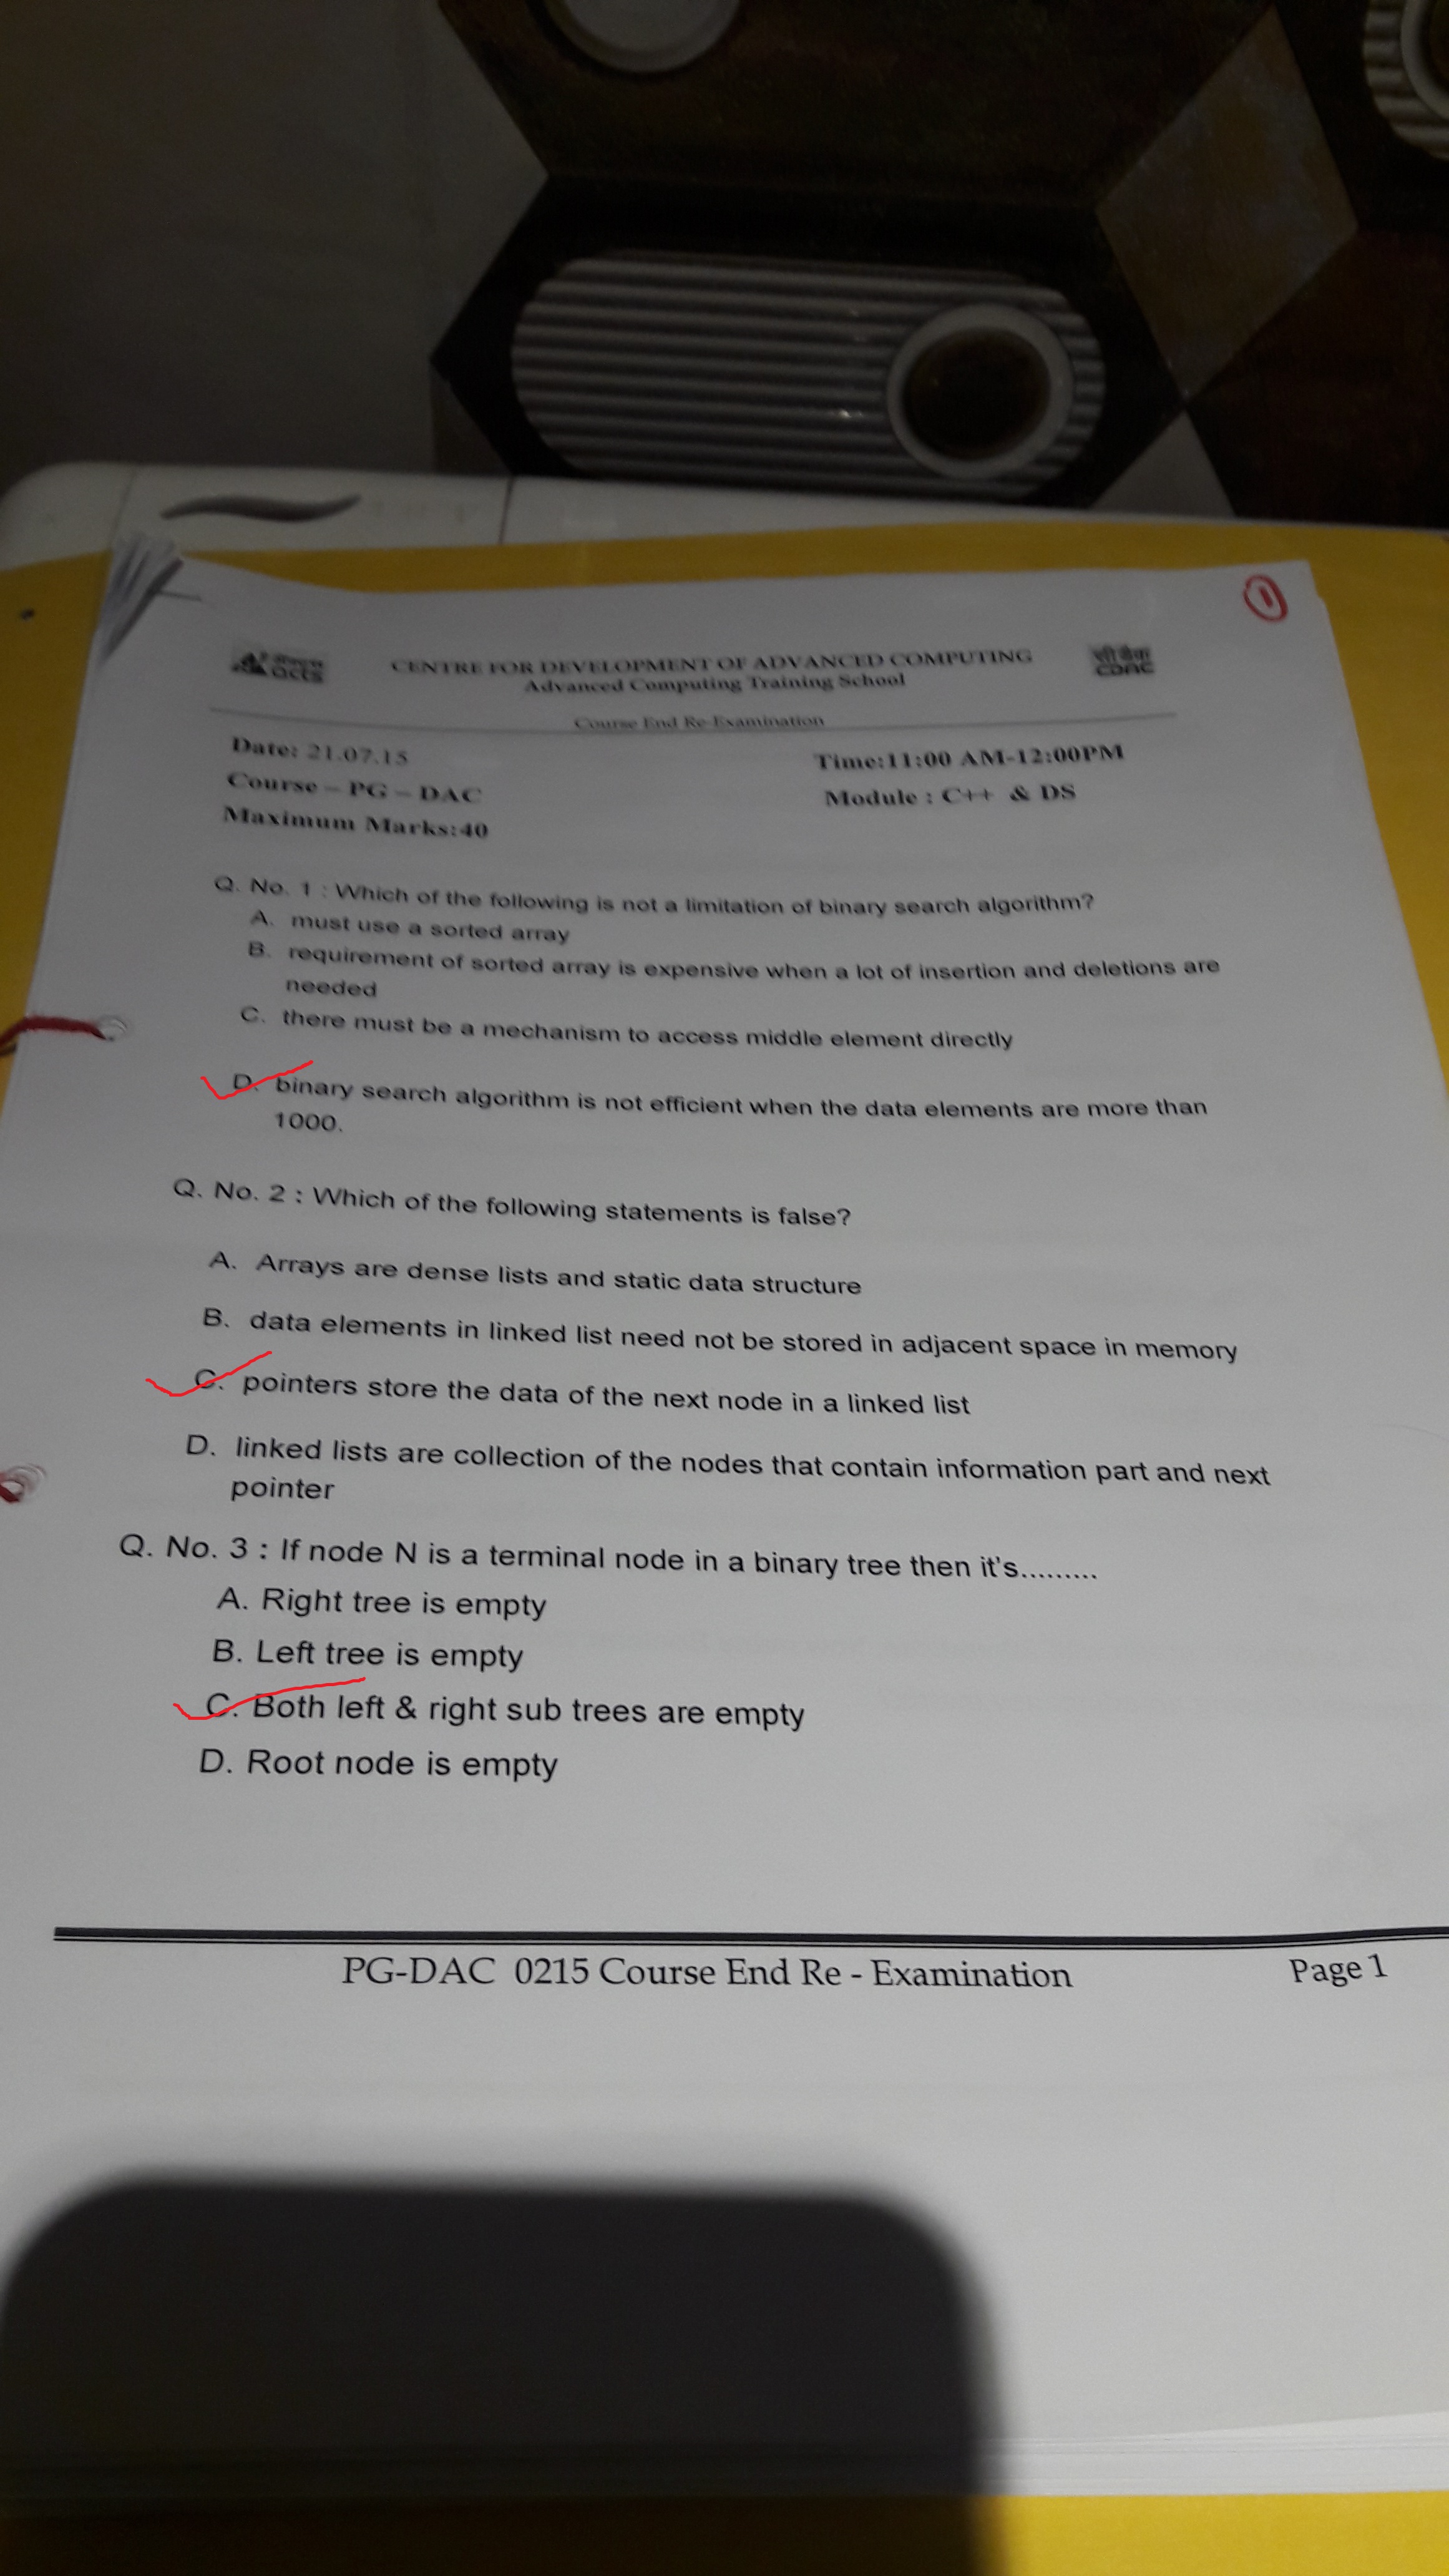 1
acts
CENTRE FOR DEVELOPMENT OF ADVANCED COMPUTING
सी डैक
CDAC
Advanced Computing Training School
Course End Re-Examination
Date: 21.07.15
Time:11:00 AM-12:00PM
Course – PG – DAC
Module : C++ & DS
Maximum Marks:40
Q. No. 1 : Which of the following is not a limitation of binary search algorithm?
A. must use a sorted array
B. requirement of sorted array is expensive when a lot of insertion and deletions are
needed
C. there must be a mechanism to access middle element directly
D. binary search algorithm is not efficient when the data elements are more than
1000.
Q. No. 2 : Which of the following statements is false?
A. Arrays are dense lists and static data structure
B. data elements in linked list need not be stored in adjacent space in memory
C. pointers store the data of the next node in a linked list
D. linked lists are collection of the nodes that contain information part and next
pointer
Q. No. 3 : If node N is a terminal node in a binary tree then it's.........
A. Right tree is empty
B. Left tree is empty
C. Both left & right sub trees are empty
D. Root node is empty
PG-DAC 0215 Course End Re - Examination
Page 1